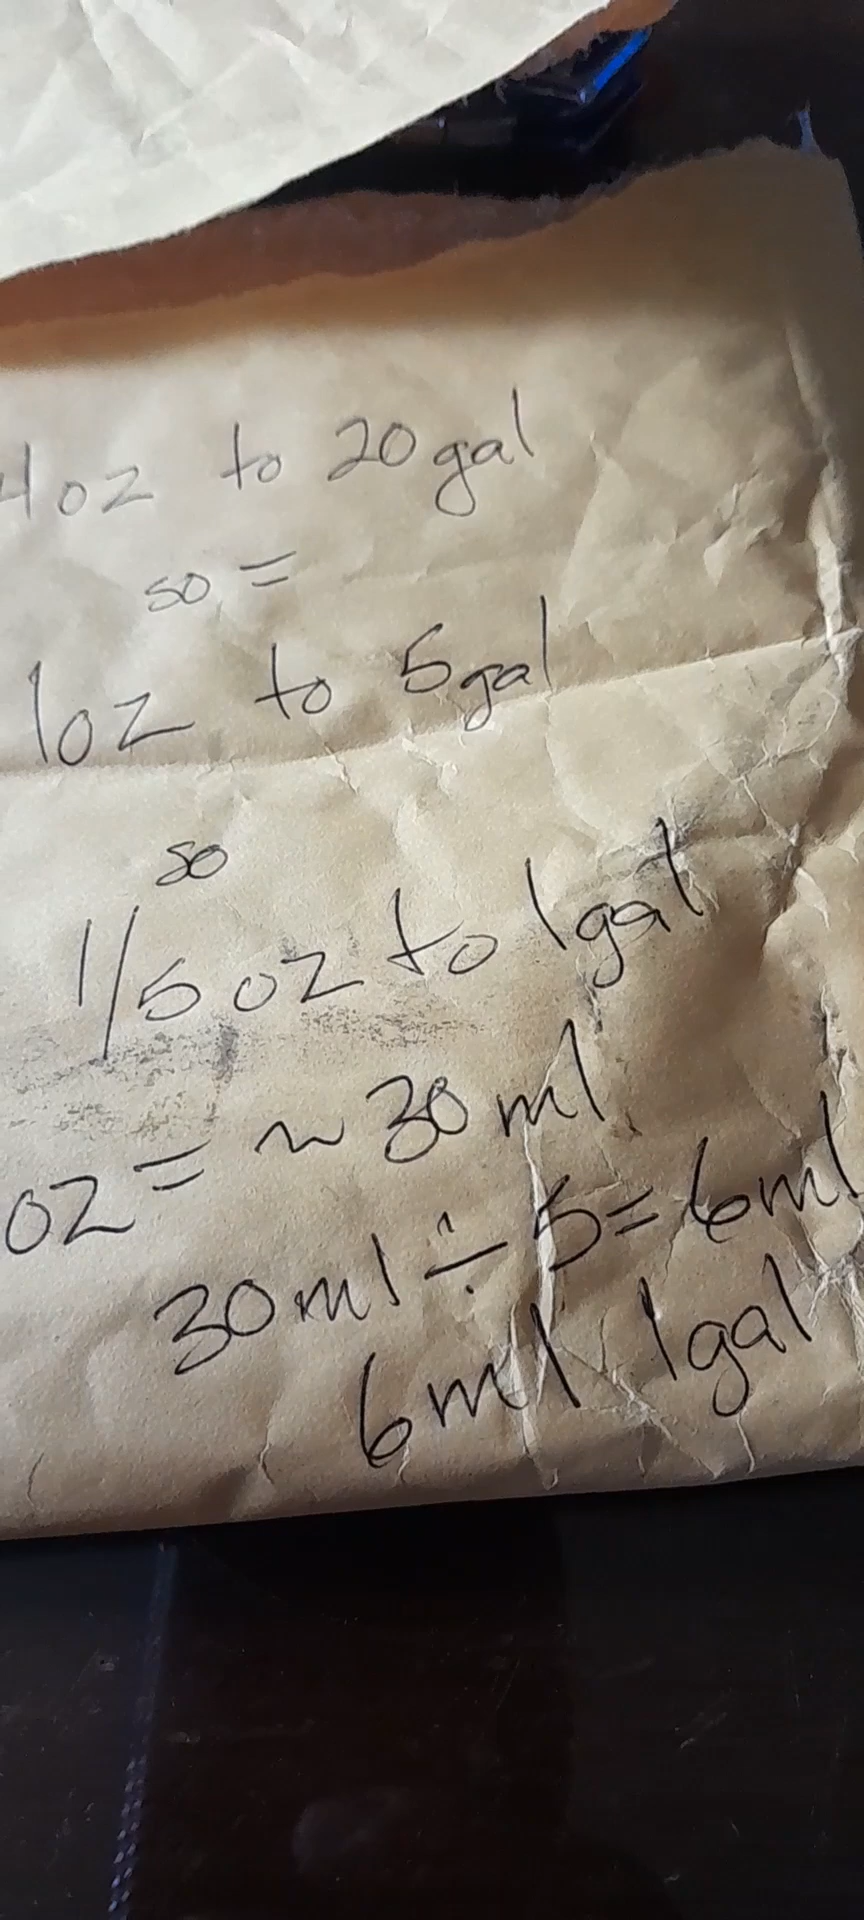 4oz to 20gal
so =
1oz to 5gal
so
1/5 oz to 1gal
oz = ~ 30ml
30ml ÷ 5 = 6ml
6ml 1gal